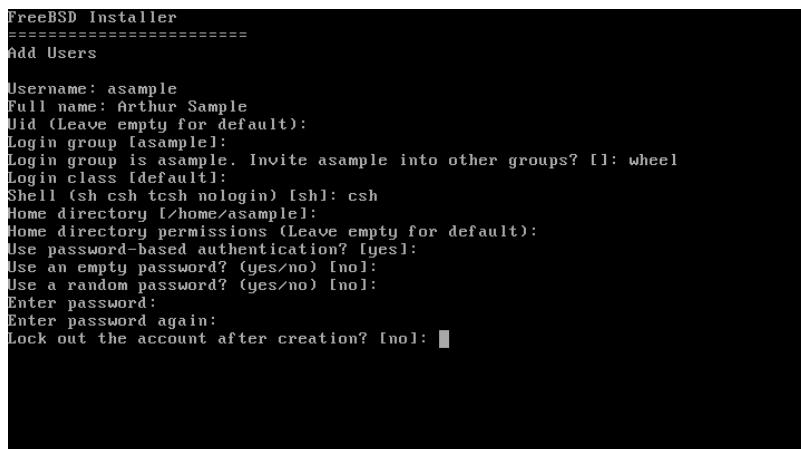 FreeBSD Installer
========================
Add Users
Username: asample
Full name: Arthur Sample
Uid (Leave empty for default):
Login group [asample]:
Login group is asample. Invite asample into other groups? []: wheel
Login class [default]:
Shell (sh csh tcsh nologin) [sh]: csh
Home directory [/home/asample]:
Home directory permissions (Leave empty for default):
Use password-based authentication? [yes]:
Use an empty password? (yes/no) [no]:
Use a random password? (yes/no) [no]:
Enter password:
Enter password again:
Lock out the account after creation? [no]: